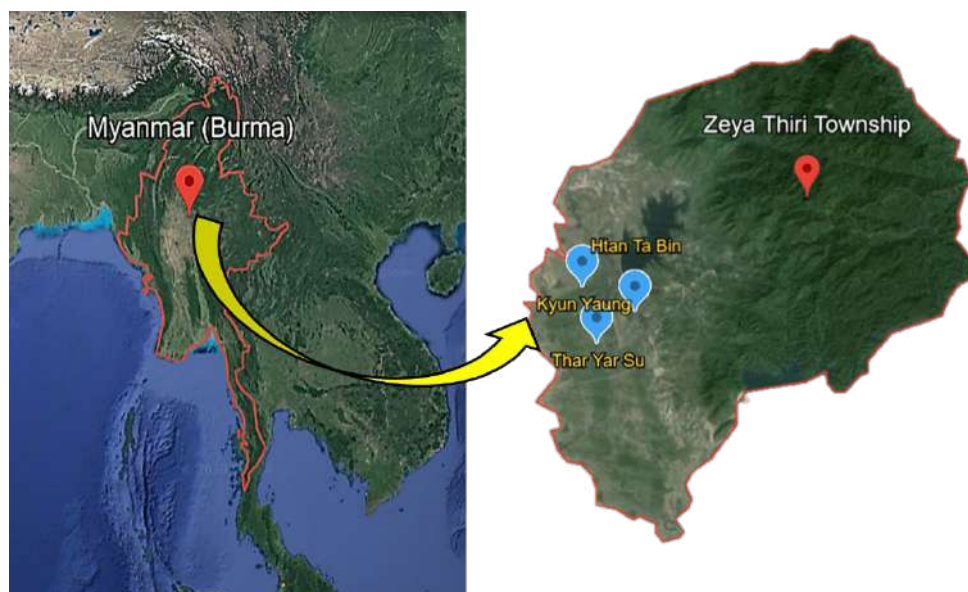 Myanmar (Burma)
Zeya Thiri Township
Htan Ta Bin
Kyun Yaung
Thar Yar Su